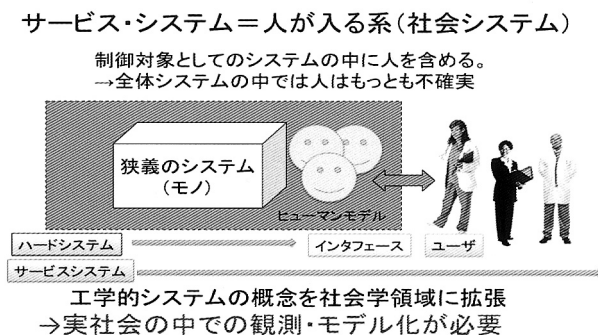 サービス・システム＝人が入る系（社会システム）
制御対象としてのシステムの中に人を含める。
→全体システムの中では人はもっとも不確実
狭義のシステム
（モノ）
ヒューマンモデル
ハードシステム
インタフェース
ユーザ
サービスシステム
工学的システムの概念を社会学領域に拡張
→実社会の中での観測・モデル化が必要